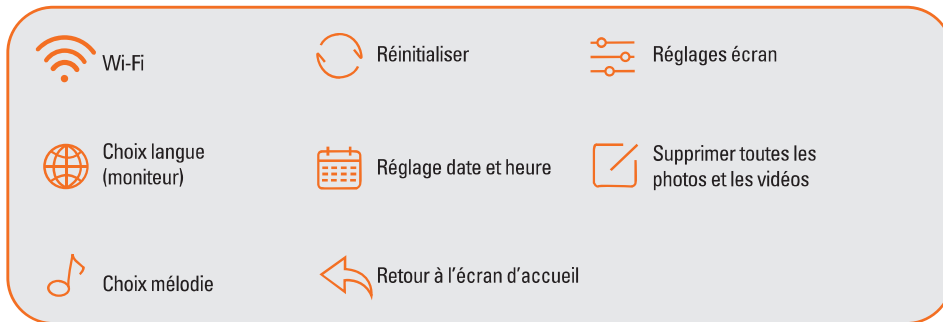 Wi-Fi
Réinitialiser
Réglages écran
Choix langue
(moniteur)
Réglage date et heure
Supprimer toutes les
photos et les vidéos
Choix mélodie
Retour à l'écran d'accueil